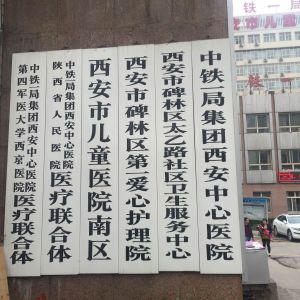 中铁一局集团西安中心医院
西安市碑林区太乙路社区卫生服务中心
西安市碑林区第一爱心护理院
西安市儿童医院南区
中铁一局集团西安中心医院
陕西省人民医院
医疗联合体
中铁一局集团西安中心医院
第四军医大学西京医院
医疗联合体
铁一局